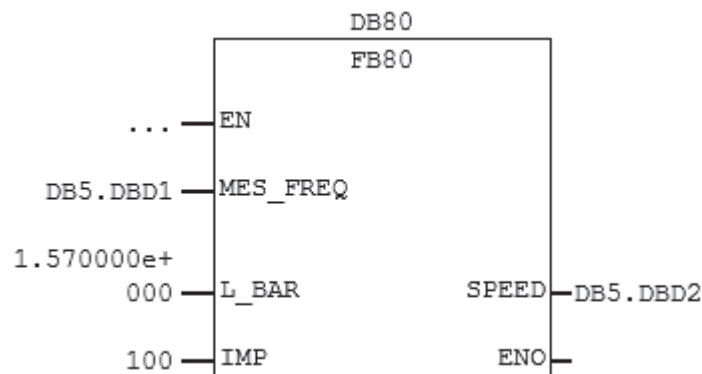 DB80
FB80
... EN
DB5.DBD1 MES_FREQ
1.570000e+
000 L_BAR SPEED DB5.DBD2
100 IMP ENO